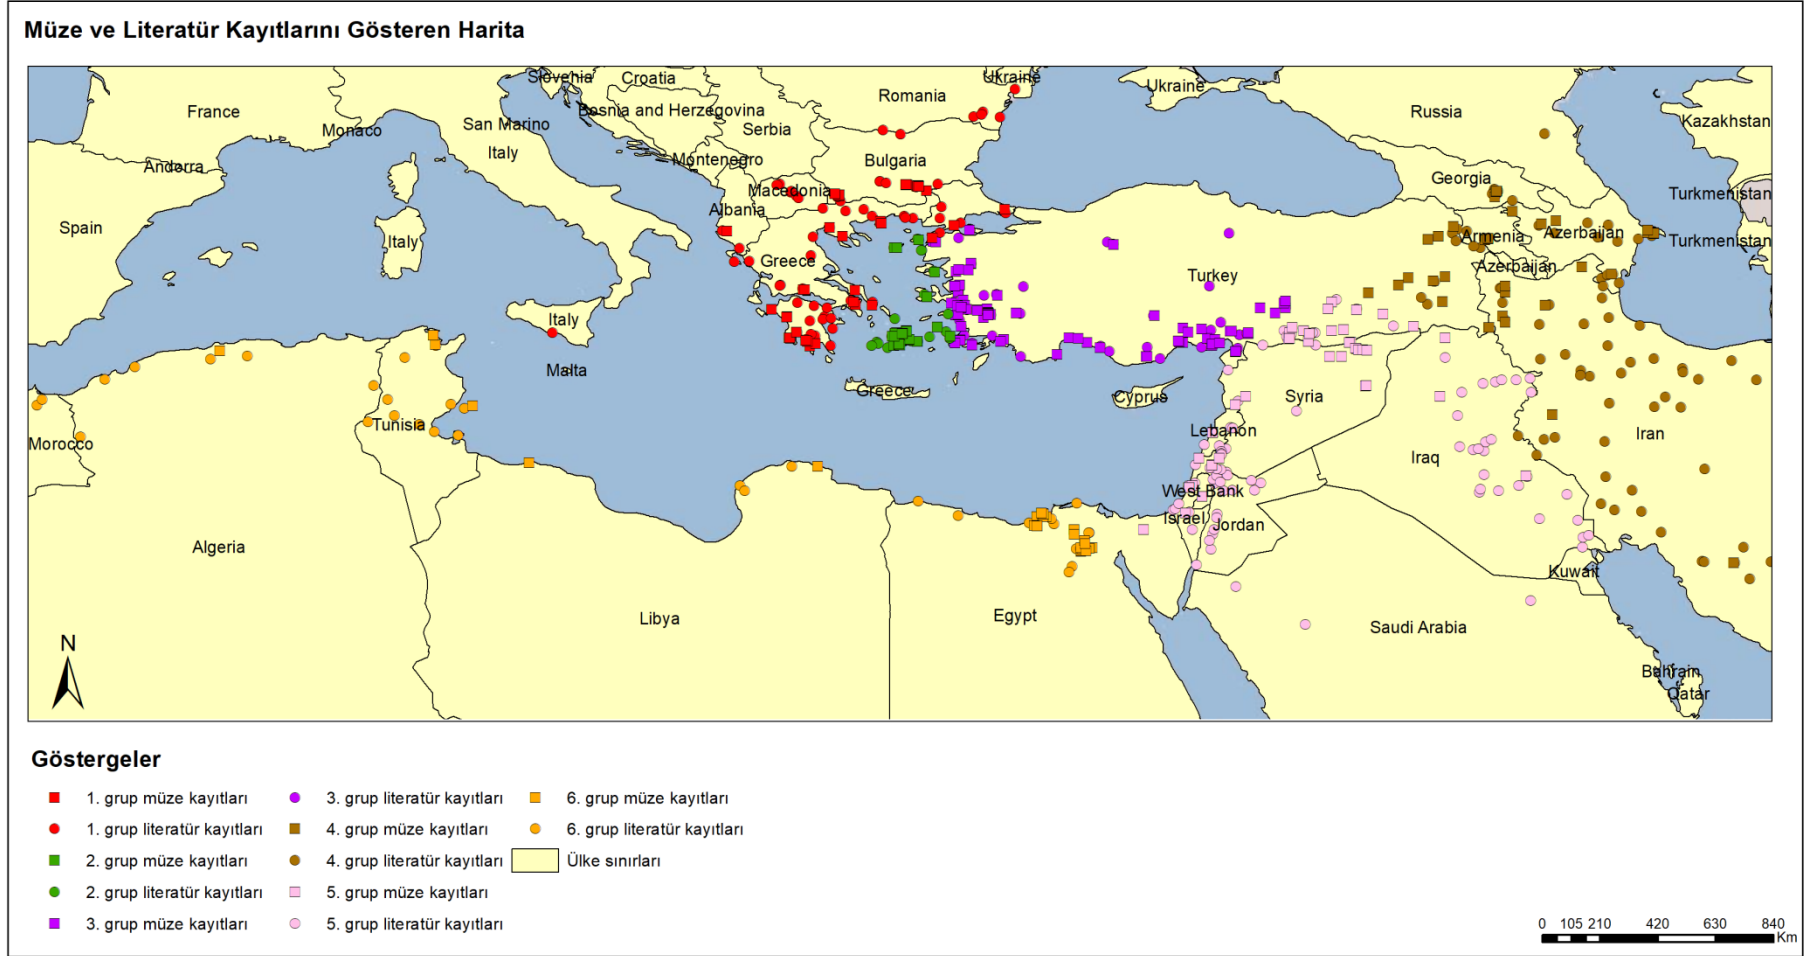 Müze ve Literatür Kayıtlarını Gösteren Harita
Slovenia
Croatia
Ukraine
Ukraine
France
Romania
Russia
Bosnia and Herzegovina
Kazakhstan
Monaco
San Marino
Serbia
Italy
Andorra
Montenegro
Bulgaria
Georgia
Macedonia
Turkmenistan
Albania
Spain
Italy
Armenia
Azerbaijan
Turkmenistan
Greece
Turkey
Azerbaijan
Italy
Malta
Greece
Cyprus
Syria
Tunisia
Lebanon
Iran
Morocco
Iraq
West Bank
Israel
Jordan
Algeria
Kuwait
Libya
Egypt
Saudi Arabia
N
Bahrain
Qatar
Göstergeler
1. grup müze kayıtları
3. grup literatür kayıtları
6. grup müze kayıtları
1. grup literatür kayıtları
4. grup müze kayıtları
6. grup literatür kayıtları
2. grup müze kayıtları
4. grup literatür kayıtları
Ülke sınırları
2. grup literatür kayıtları
5. grup müze kayıtları
3. grup müze kayıtları
5. grup literatür kayıtları
0 105 210 420 630 840
Km